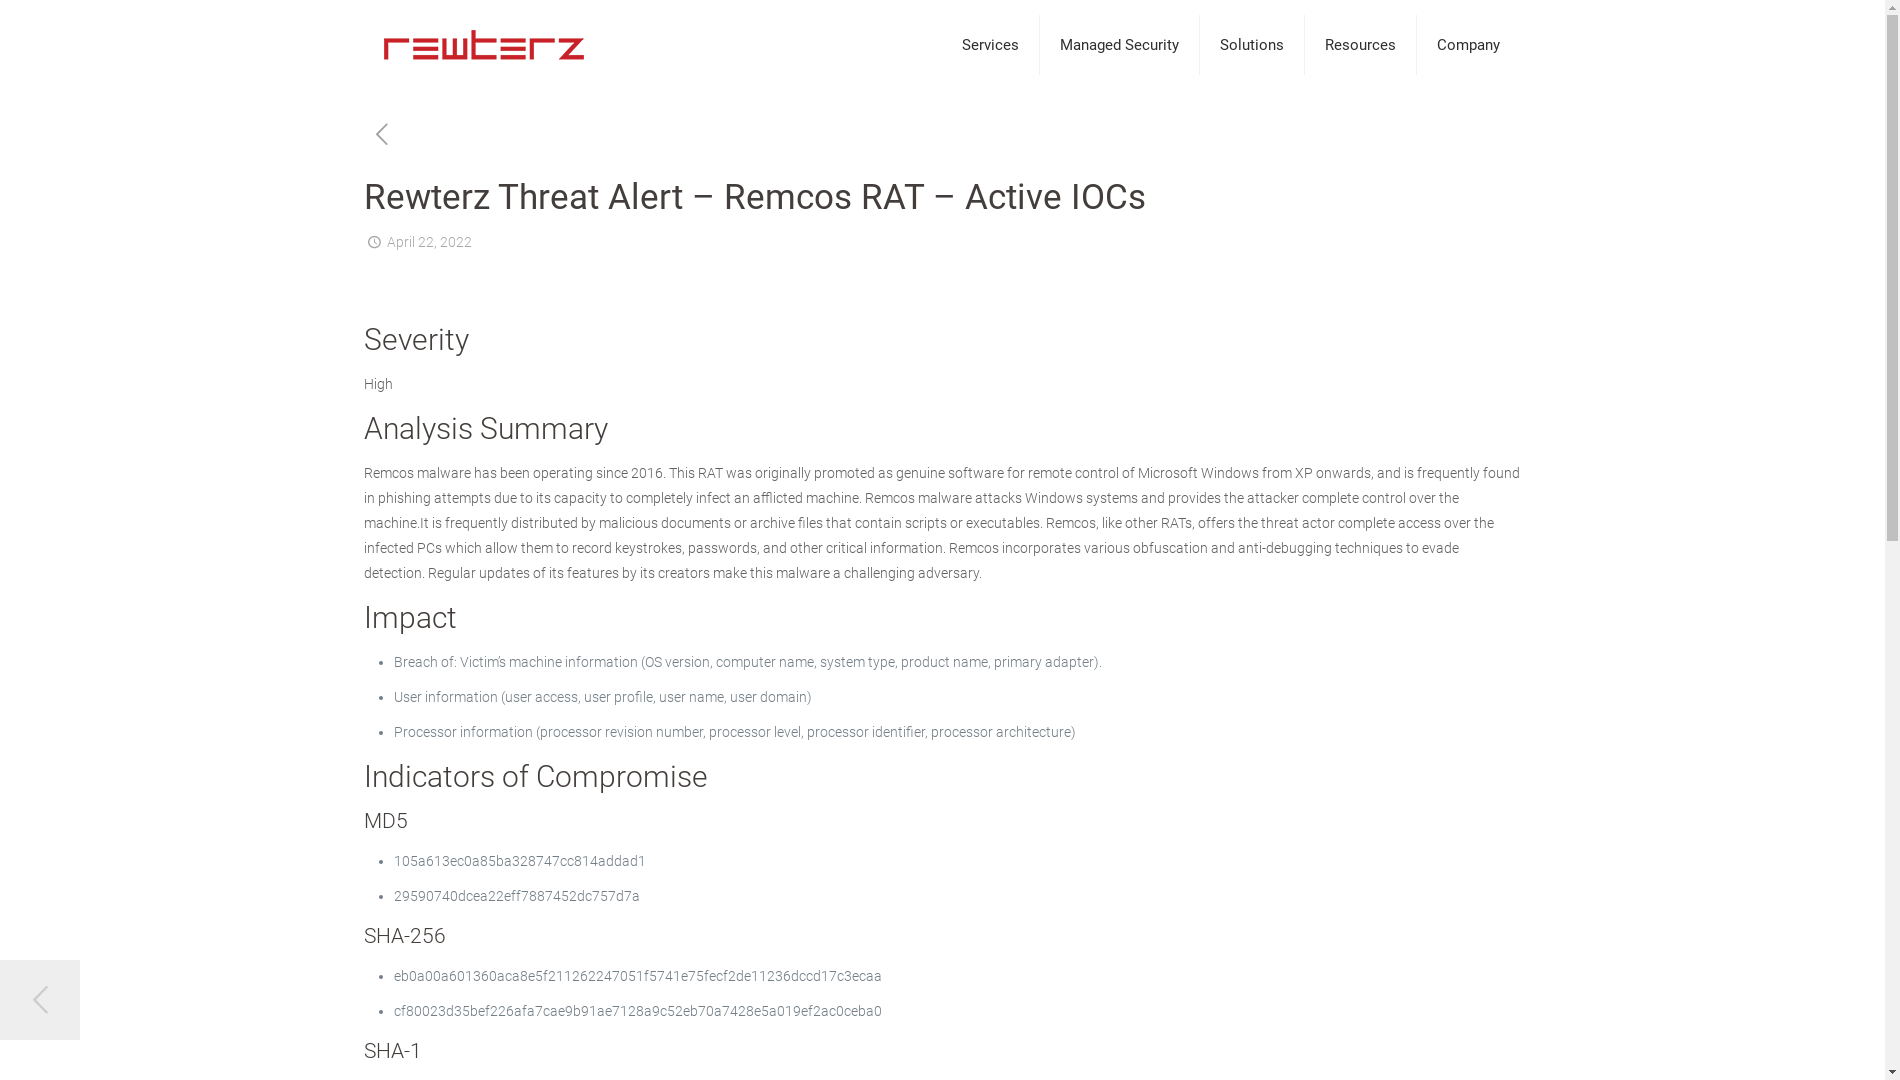 rewterz
Services
Managed Security
Solutions
Resources
Company
Rewterz Threat Alert – Remcos RAT – Active IOCs
April 22, 2022
Severity
High
Analysis Summary
Remcos malware has been operating since 2016. This RAT was originally promoted as genuine software for remote control of Microsoft Windows from XP onwards, and is frequently found
in phishing attempts due to its capacity to completely infect an afflicted machine. Remcos malware attacks Windows systems and provides the attacker complete control over the
machine.It is frequently distributed by malicious documents or archive files that contain scripts or executables. Remcos, like other RATs, offers the threat actor complete access over the
infected PCs which allow them to record keystrokes, passwords, and other critical information. Remcos incorporates various obfuscation and anti-debugging techniques to evade
detection. Regular updates of its features by its creators make this malware a challenging adversary.
Impact
• Breach of: Victim's machine information (OS version, computer name, system type, product name, primary adapter).
• User information (user access, user profile, user name, user domain)
• Processor information (processor revision number, processor level, processor identifier, processor architecture)
Indicators of Compromise
MD5
• 105a613ec0a85ba328747cc814addad1
• 29590740dcea22eff7887452dc757d7a
SHA-256
• eb0a00a601360aca8e5f211262247051f5741e75fecf2de11236dccd17c3ecaa
• cf80023d35bef226afa7cae9b91ae7128a9c52eb70a7428e5a019ef2ac0ceba0
SHA-1